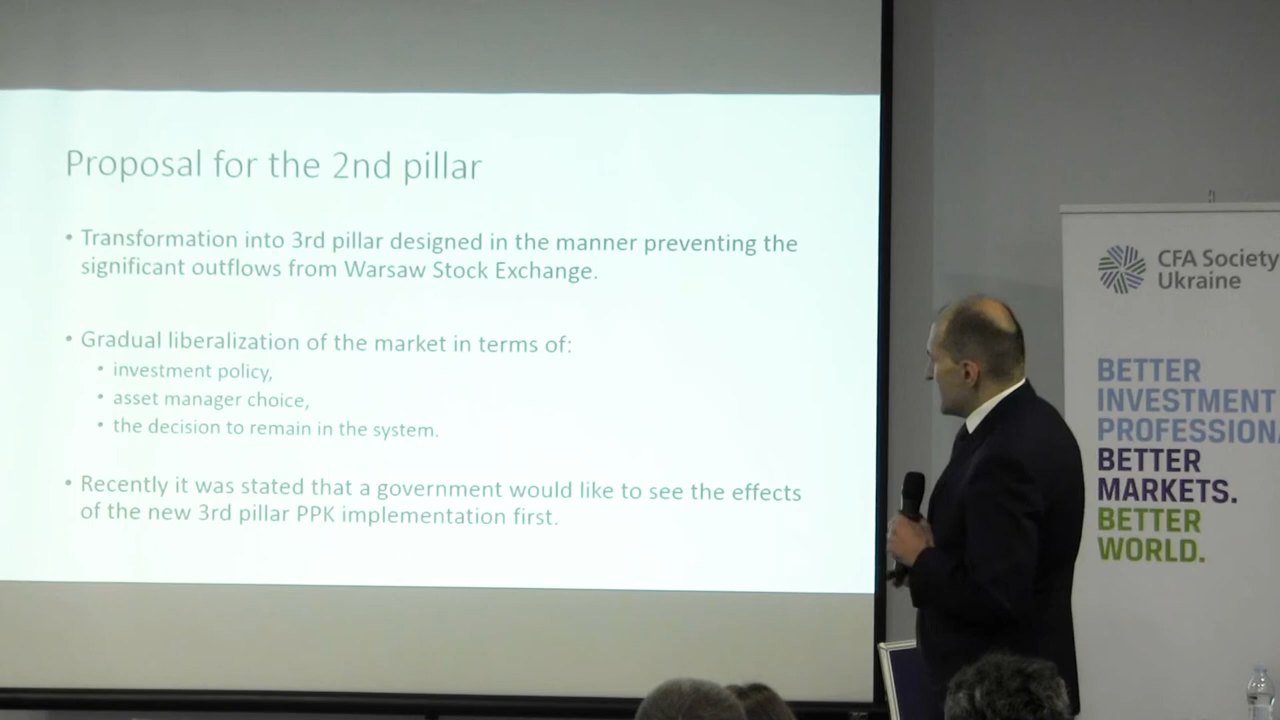 Proposal for the 2nd pillar
• Transformation into 3rd pillar designed in the manner preventing the
significant outflows from Warsaw Stock Exchange.
• Gradual liberalization of the market in terms of:
• investment policy,
• asset manager choice,
• the decision to remain in the system.
• Recently it was stated that a government would like to see the effects
of the new 3rd pillar PPK implementation first.
CFA Society
Ukraine
BETTER
INVESTMENT
PROFESSIONA
BETTER
MARKETS.
BETTER
WORLD.